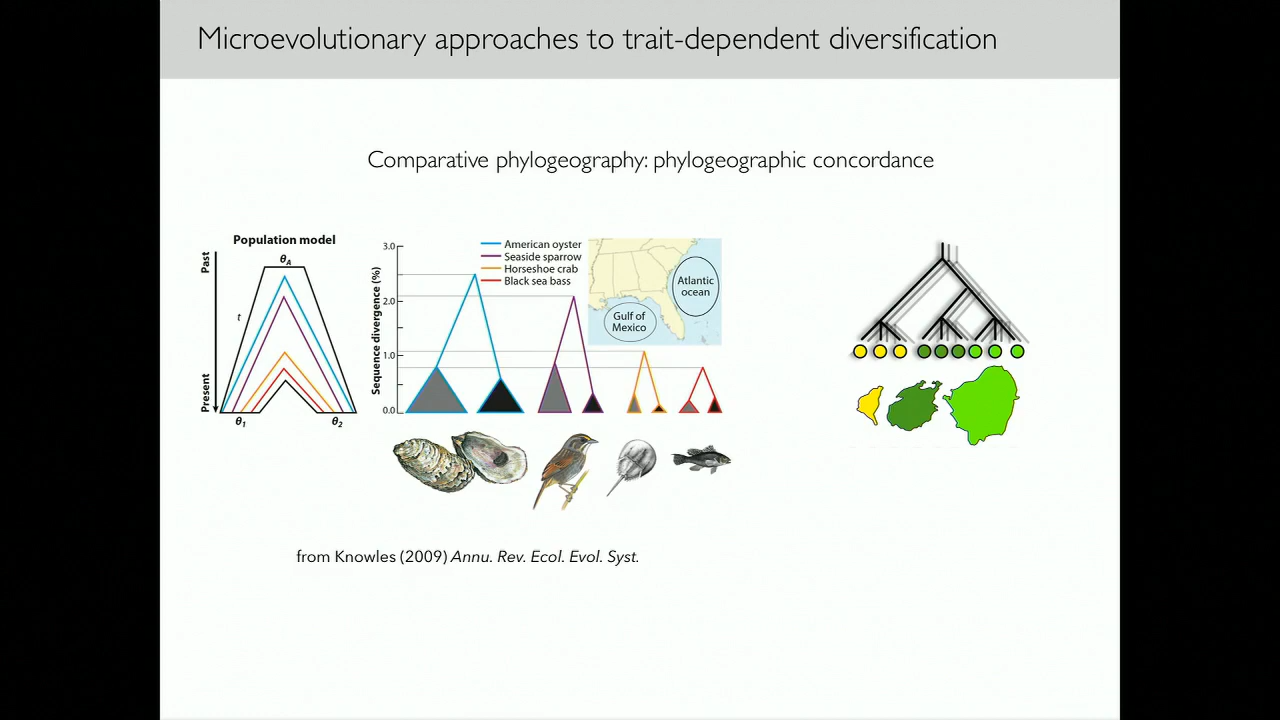 Microevolutionary approaches to trait-dependent diversification
Comparative phylogeography: phylogeographic concordance
Population model
Past
Present
θA
t
θ1
θ2
Sequence divergence (%)
3.0
2.0
1.0
0.0
American oyster
Seaside sparrow
Horseshoe crab
Black sea bass
Atlantic
ocean
Gulf of
Mexico
from Knowles (2009) Annu. Rev. Ecol. Evol. Syst.